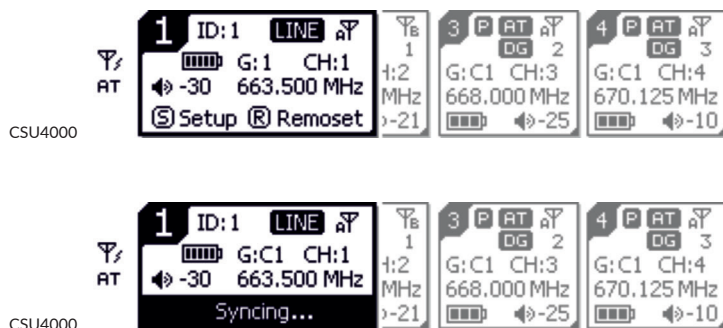 1 ID:1 LINE A B 3 P AT A 4 P AT A
1 DG 2 DG 3
G:1 CH:1 H:2 G:C1 CH:3 G:C1 CH:4
AT -30 663.500 MHz MHz 668.000 MHz 670.125 MHz
S Setup R Remoset -21 -25 -10
CSU4000
1 ID:1 LINE A B 3 P AT A 4 P AT A
1 DG 2 DG 3
G:C1 CH:1 H:2 G:C1 CH:3 G:C1 CH:4
AT -30 663.500 MHz MHz 668.000 MHz 670.125 MHz
Syncing... -21 -25 -10
CSU4000